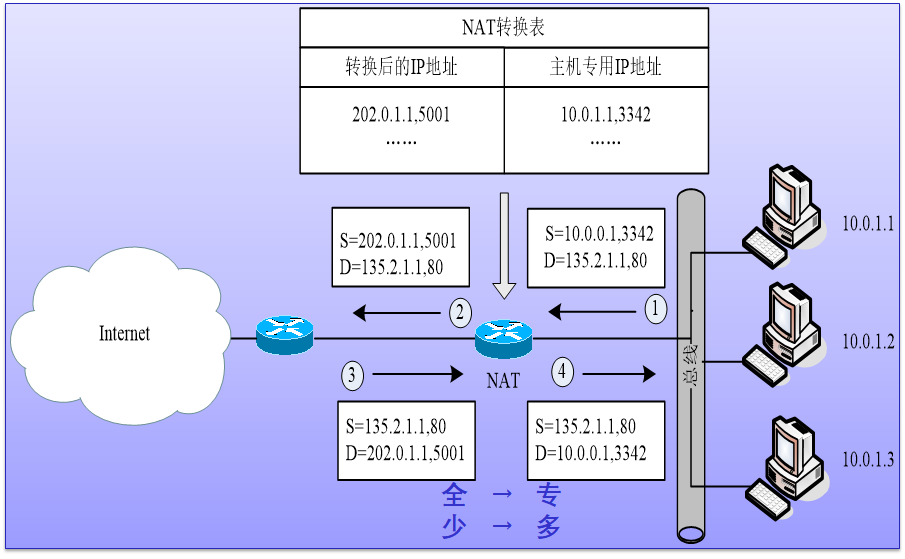 NAT转换表
转换后的IP地址 主机专用IP地址
202.0.1.1,5001 10.0.1.1,3342
…… ……
S=202.0.1.1,5001
D=135.2.1.1,80
S=10.0.0.1,3342
D=135.2.1.1,80
10.0.1.1
② ①
Internet
10.0.1.2
总线
NAT
③ ④
S=135.2.1.1,80
D=202.0.1.1,5001
S=135.2.1.1,80
D=10.0.0.1,3342
10.0.1.3
全 → 专
少 → 多